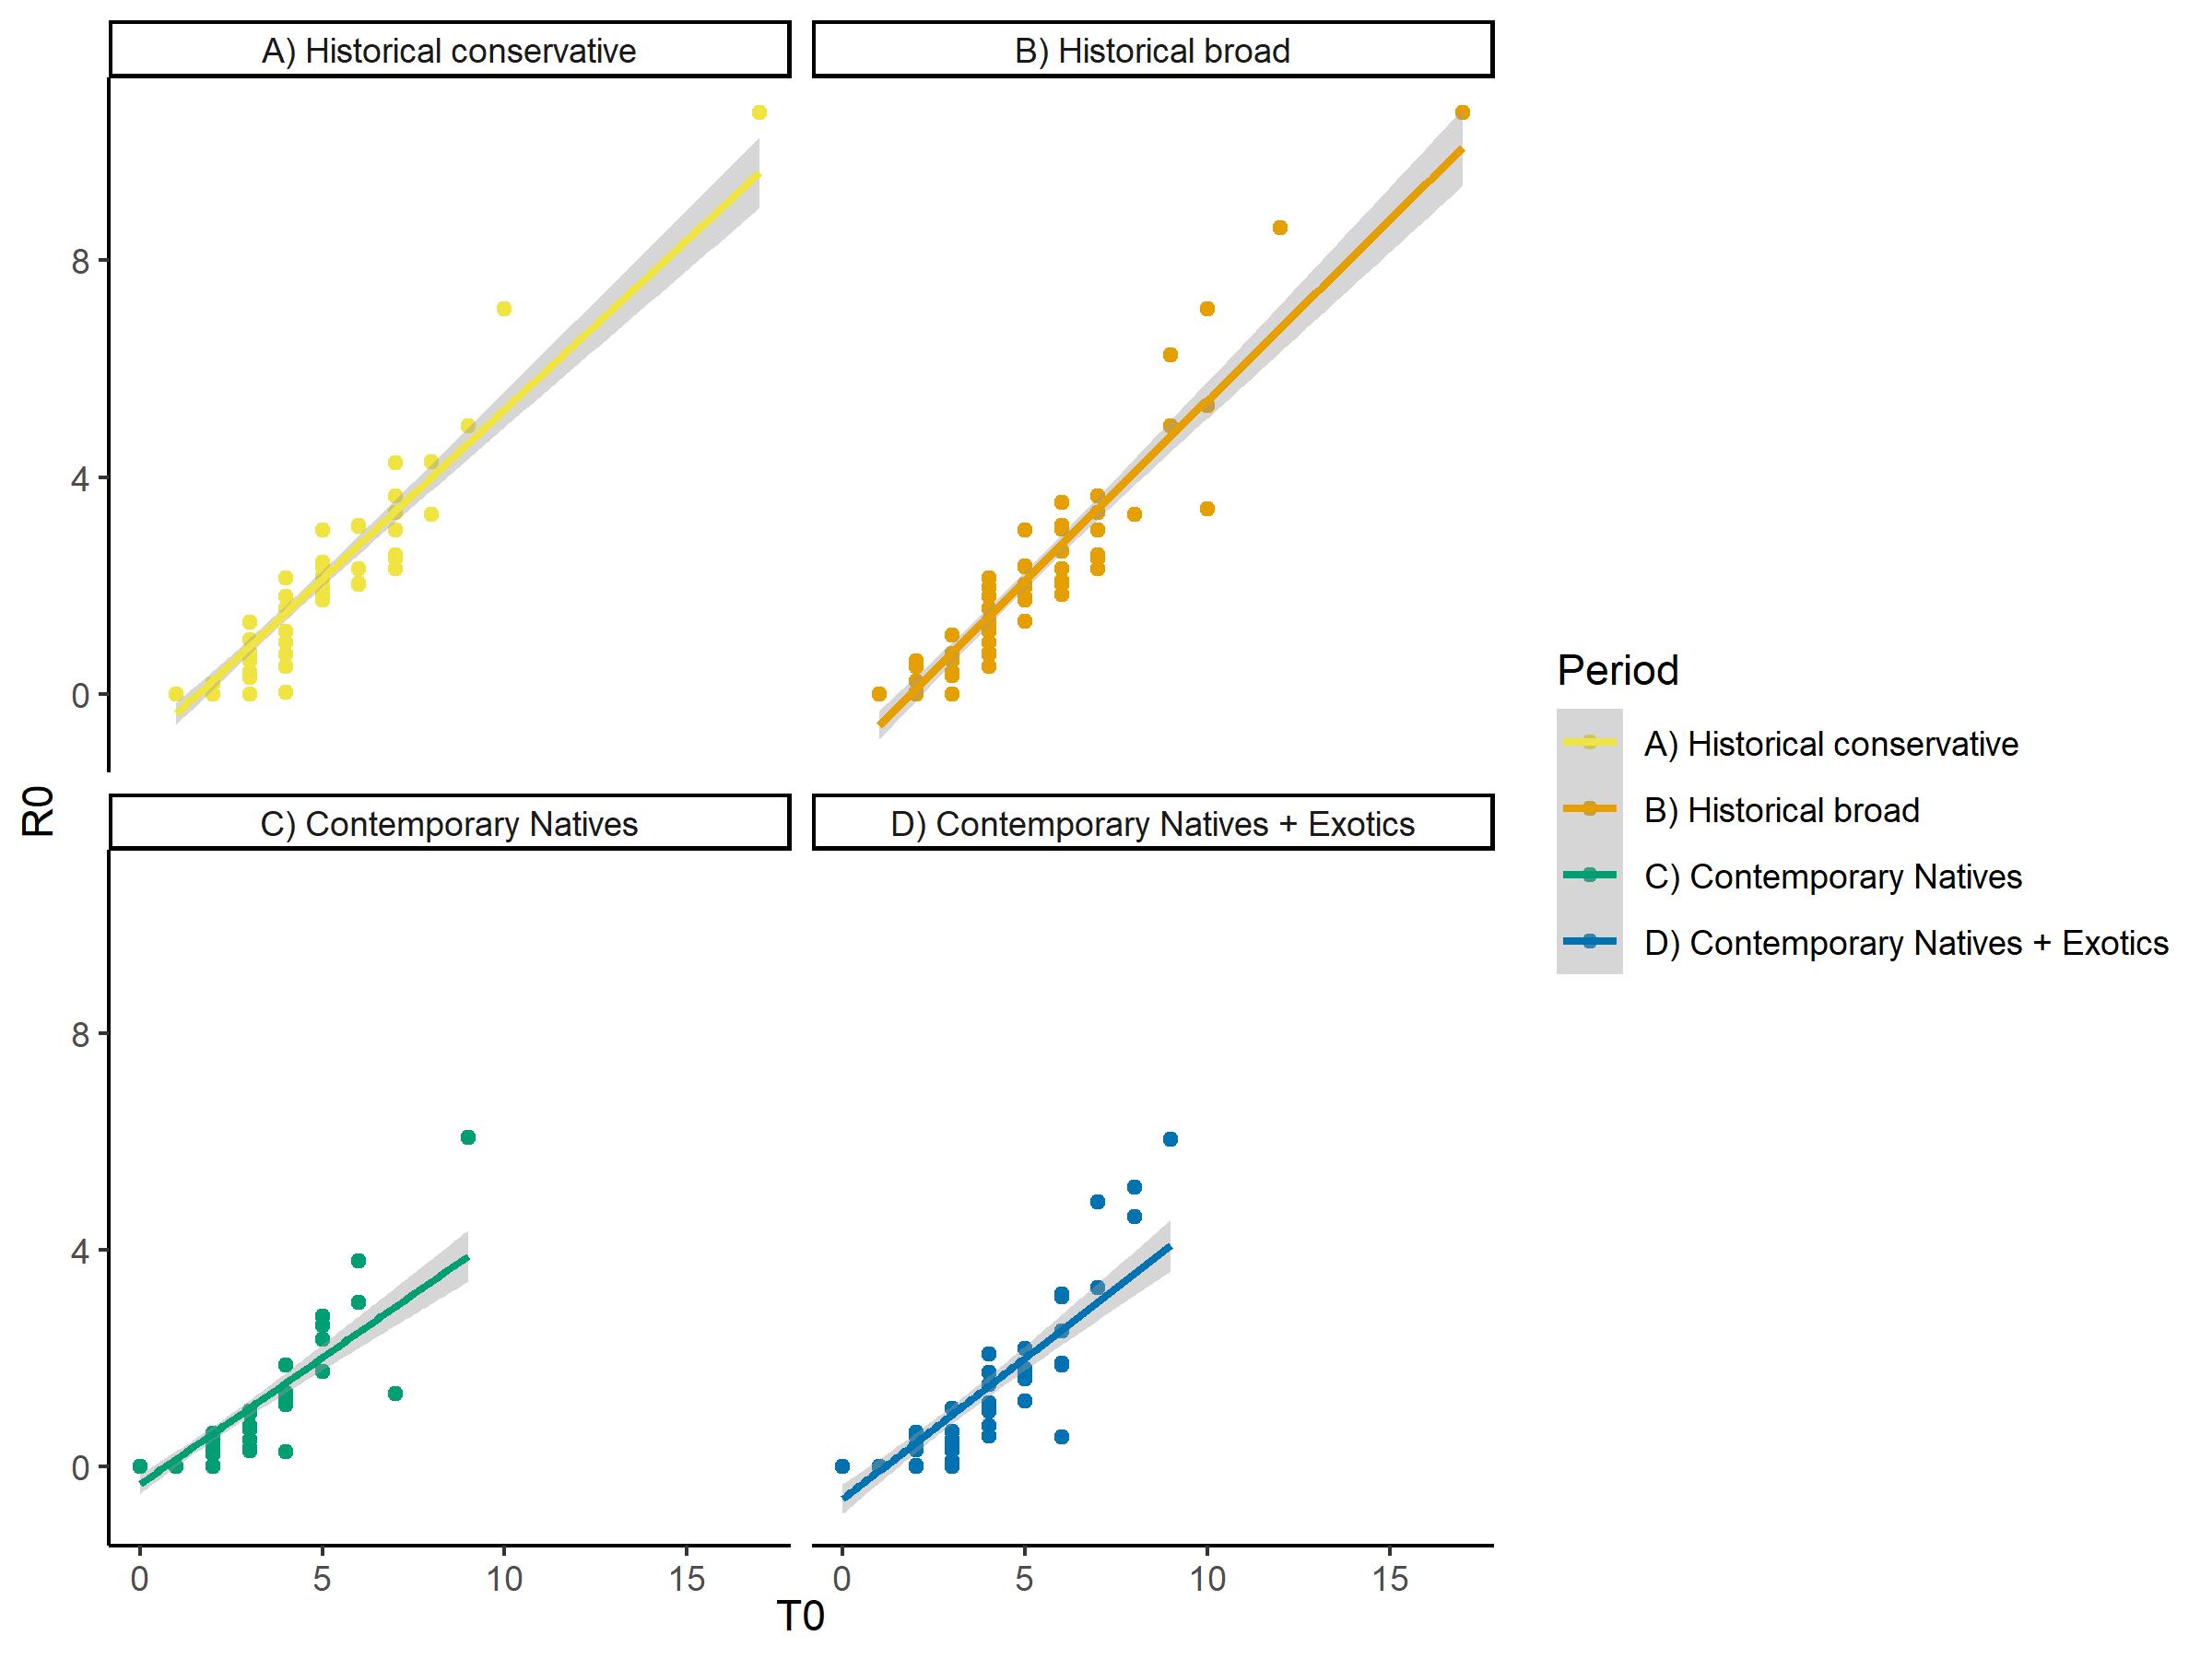 A) Historical conservative
B) Historical broad
8
4
0
R0
C) Contemporary Natives
D) Contemporary Natives + Exotics
8
4
0
0 5 10 15
0 5 10 15
T0
Period
A) Historical conservative
B) Historical broad
C) Contemporary Natives
D) Contemporary Natives + Exotics